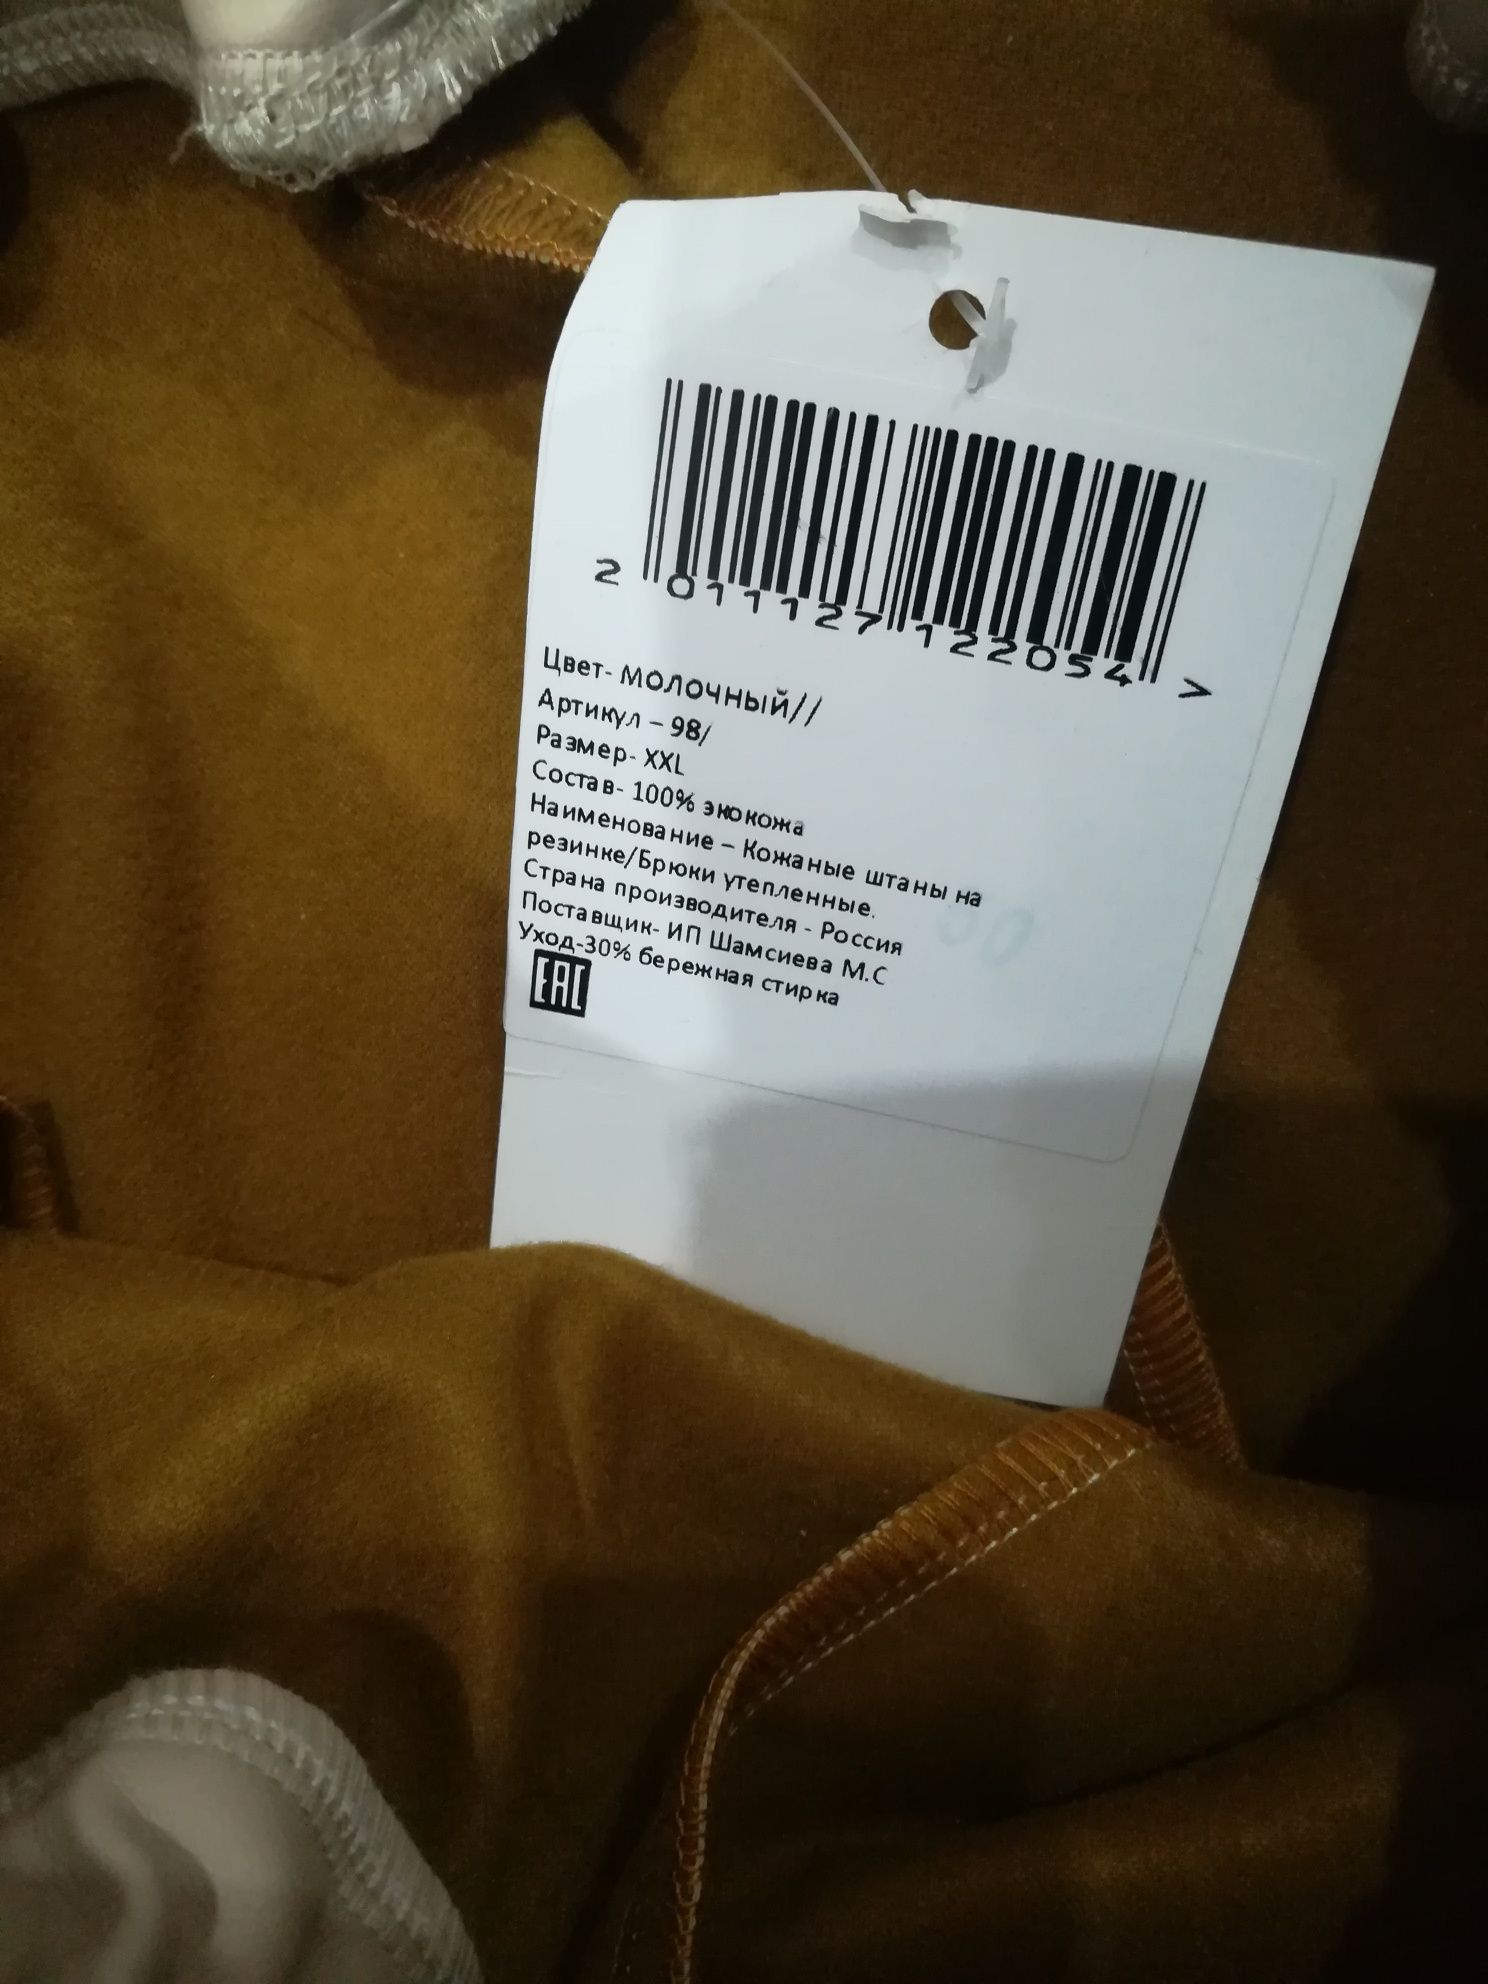 2 011127 122054 >
Цвет- молочный//
Артикул – 98/
Размер- XXL
Состав- 100% экокожа
Наименование – Кожаные штаны на
резинке/Брюки утепленные.
Страна производителя - Россия
Поставщик- ИП Шамсиева М.С
Уход-30% бережная стирка
EAC